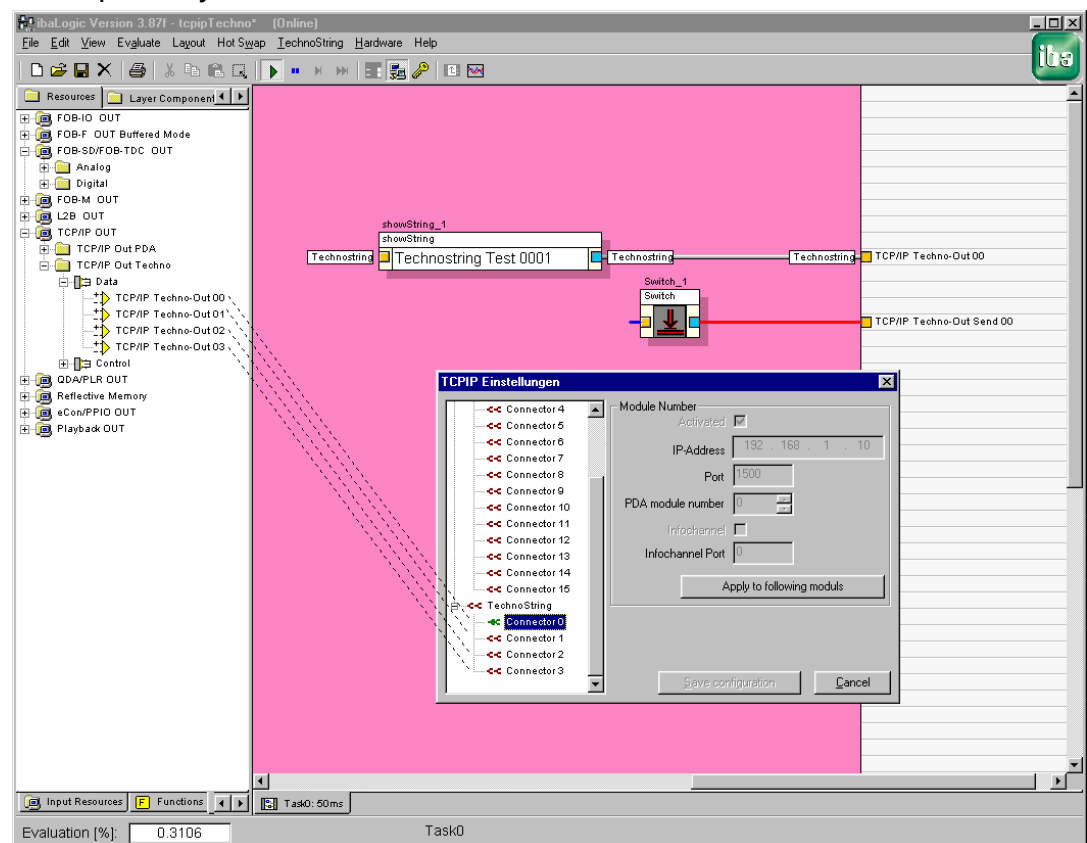 ibaLogic Version 3.87f - tcpipTechno* (Online)
File Edit View Evaluate Layout Hot Swap TechnoString Hardware Help
iba
Resources Layer Component
FOB-IO OUT
FOB-F OUT Buffered Mode
FOB-SD/FOB-TDC OUT
Analog
Digital
FOB-M OUT
L2B OUT
TCP/IP OUT
TCP/IP Out PDA
TCP/IP Out Techno
Data
TCP/IP Techno-Out 00
TCP/IP Techno-Out 01
TCP/IP Techno-Out 02
TCP/IP Techno-Out 03
Control
QDA/PLR OUT
Reflective Memory
eCon/PPIO OUT
Playback OUT
showString_1
showString
Technostring Technostring Test 0001 Technostring Technostring TCP/IP Techno-Out 00
Switch_1
Switch
TCP/IP Techno-Out Send 00
TCPIP Einstellungen
Connector 4
Connector 5
Connector 6
Connector 7
Connector 8
Connector 9
Connector 10
Connector 11
Connector 12
Connector 13
Connector 14
Connector 15
TechnoString
Connector 0
Connector 1
Connector 2
Connector 3
Module Number
Activated
IP-Address 192 . 168 . 1 . 10
Port 1500
PDA module number 0
Infochannel
Infochannel Port 0
Apply to following moduls
Save configuration Cancel
Input Resources F Functions
Task0: 50ms
Evaluation [%]: 0.3106 Task0